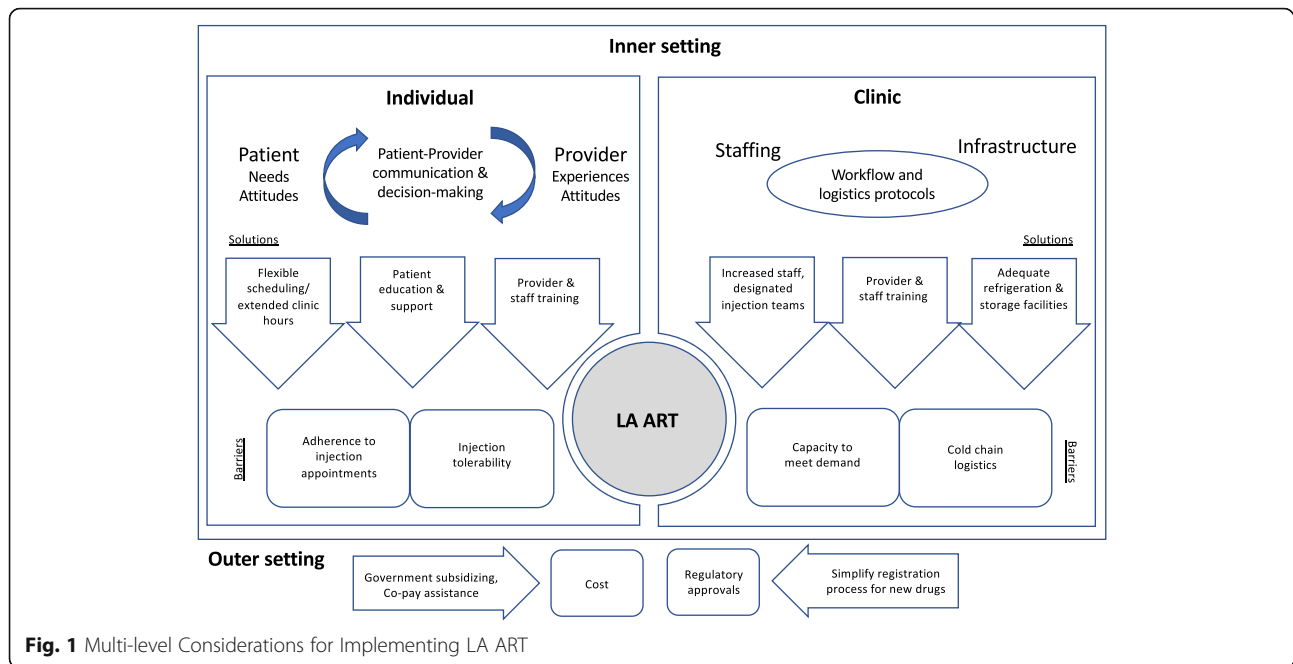 Inner setting
Individual
Patient
Needs
Attitudes
Patient-Provider
communication &
decision-making
Provider
Experiences
Attitudes
Solutions
Flexible
scheduling/
extended clinic
hours
Patient
education &
support
Provider &
staff training
Barriers
Adherence to
injection
appointments
Injection
tolerability
LA ART
Clinic
Staffing
Infrastructure
Workflow and
logistics protocols
Solutions
Increased staff,
designated
injection teams
Provider &
staff training
Adequate
refrigeration &
storage facilities
Capacity to
meet demand
Cold chain
logistics
Barriers
Outer setting
Government subsidizing,
Co-pay assistance
Cost
Regulatory
approvals
Simplify registration
process for new drugs
Fig. 1 Multi-level Considerations for Implementing LA ART